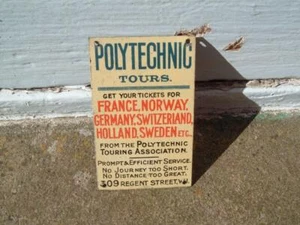 POLYTECHNIC
TOURS.
GET YOUR TICKETS FOR
FRANCE, NORWAY,
GERMANY, SWITZERLAND,
HOLLAND, SWEDEN ETC.,
FROM THE POLYTECHNIC
TOURING ASSOCIATION.
PROMPT & EFFICIENT SERVICE.
NO JOURNEY TOO SHORT.
NO DISTANCE TOO GREAT.
309 REGENT STREET, W.